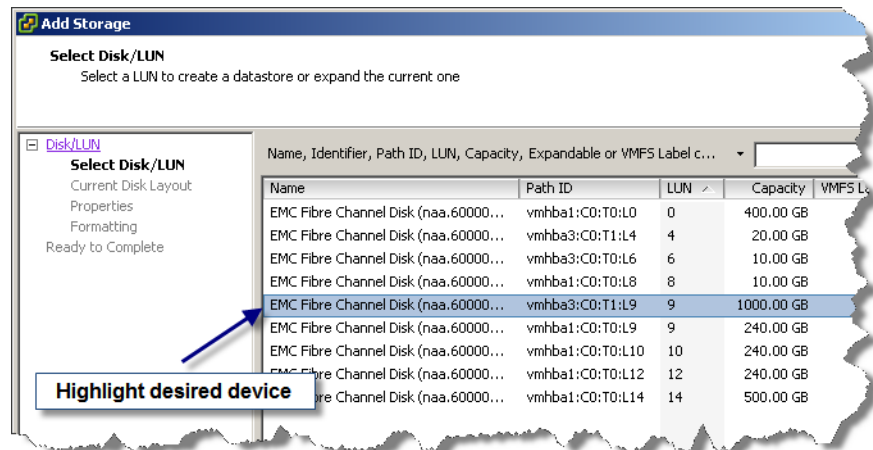 Add Storage
Select Disk/LUN
Select a LUN to create a datastore or expand the current one
Disk/LUN
Select Disk/LUN
Current Disk Layout
Properties
Formatting
Ready to Complete
Name, Identifier, Path ID, LUN, Capacity, Expandable or VMFS Label c...
Name Path ID LUN Capacity VMFS L
EMC Fibre Channel Disk (naa.60000... vmhba1:C0:T0:L0 0 400.00 GB
EMC Fibre Channel Disk (naa.60000... vmhba3:C0:T1:L4 4 20.00 GB
EMC Fibre Channel Disk (naa.60000... vmhba3:C0:T0:L6 6 10.00 GB
EMC Fibre Channel Disk (naa.60000... vmhba1:C0:T0:L8 8 10.00 GB
EMC Fibre Channel Disk (naa.60000... vmhba3:C0:T1:L9 9 1000.00 GB
EMC Fibre Channel Disk (naa.60000... vmhba1:C0:T0:L9 9 240.00 GB
EMC Fibre Channel Disk (naa.60000... vmhba1:C0:T0:L10 10 240.00 GB
Fibre Channel Disk (naa.60000... vmhba1:C0:T0:L12 12 240.00 GB
re Channel Disk (naa.60000... vmhba1:C0:T0:L14 14 500.00 GB
Highlight desired device